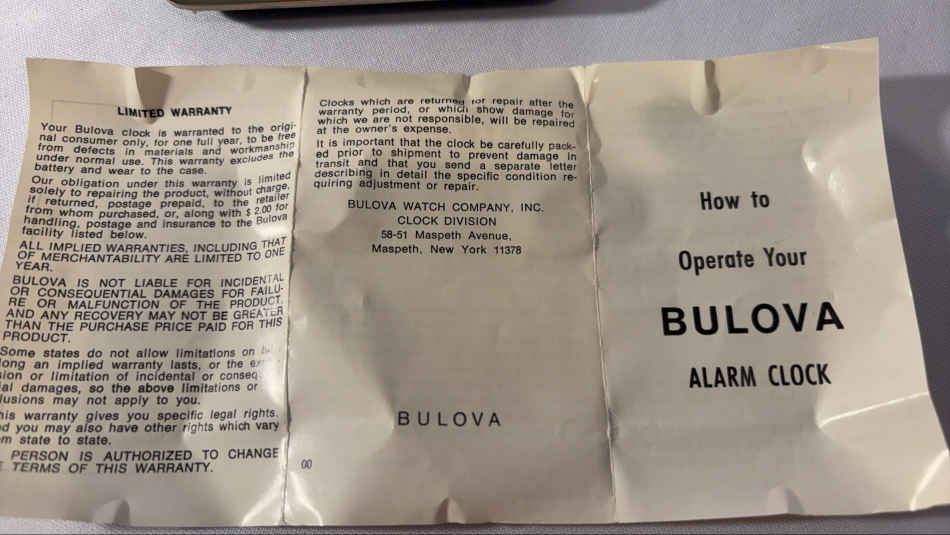 LIMITED WARRANTY
Your Bulova clock is warranted to the origi-
nal consumer only, for one full year, to be free
from defects in materials and workmanship
under normal use. This warranty excludes the
battery and wear to the case.
Our obligation under this warranty is limited
solely to repairing the product, without charge,
if returned, postage prepaid, to the retailer
from whom purchased, or, along with $2.00 for
handling, postage and insurance to the Bulova
facility listed below.
ALL IMPLIED WARRANTIES, INCLUDING THAT
OF MERCHANTABILITY ARE LIMITED TO ONE
YEAR.
BULOVA IS NOT LIABLE FOR INCIDENTAL
OR CONSEQUENTIAL DAMAGES FOR FAILU-
RE OR MALFUNCTION OF THE PRODUCT,
AND ANY RECOVERY MAY NOT BE GREATER
THAN THE PURCHASE PRICE PAID FOR THIS
PRODUCT.
Some states do not allow limitations on
long an implied warranty lasts, or the
sion or limitation of incidental or
ial damages, so the above limitations or
lusions may not apply to you.
his warranty gives you specific legal rights.
d you may also have other rights which vary
m state to state.
PERSON IS AUTHORIZED TO CHANGE
TERMS OF THIS WARRANTY.
Clocks which are returned for repair after the
warranty period, or which show damage for
which we are not responsible, will be repaired
at the owner's expense.
It is important that the clock be carefully pack-
ed prior to shipment to prevent damage in
transit and that you send a separate letter
describing in detail the specific condition re-
quiring adjustment or repair.
BULOVA WATCH COMPANY, INC.
CLOCK DIVISION
58-51 Maspeth Avenue,
Maspeth, New York 11378
BULOVA
00
How to
Operate Your
BULOVA
ALARM CLOCK